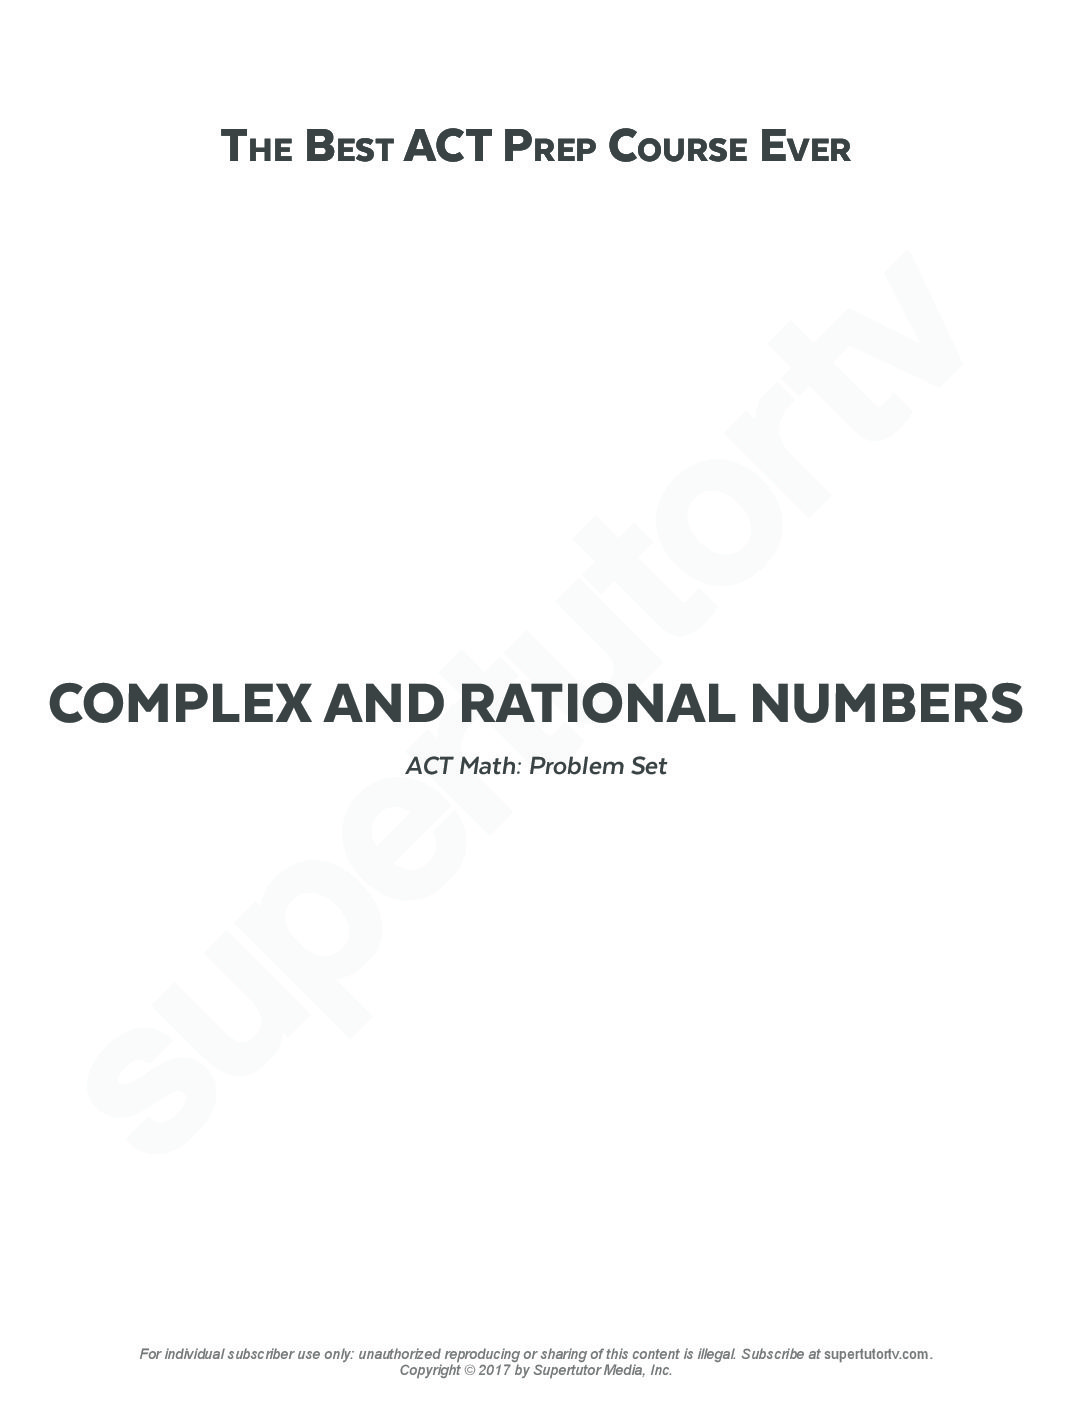 THE BEST ACT PREP COURSE EVER
supertutortv
COMPLEX AND RATIONAL NUMBERS
ACT Math: Problem Set
For individual subscriber use only: unauthorized reproducing or sharing of this content is illegal. Subscribe at supertutortv.com.
Copyright © 2017 by Supertutor Media, Inc.